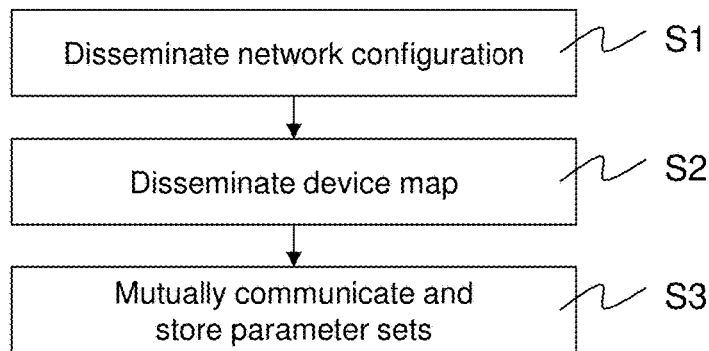 Disseminate network configuration
S1
Disseminate device map
S2
Mutually communicate and
store parameter sets
S3